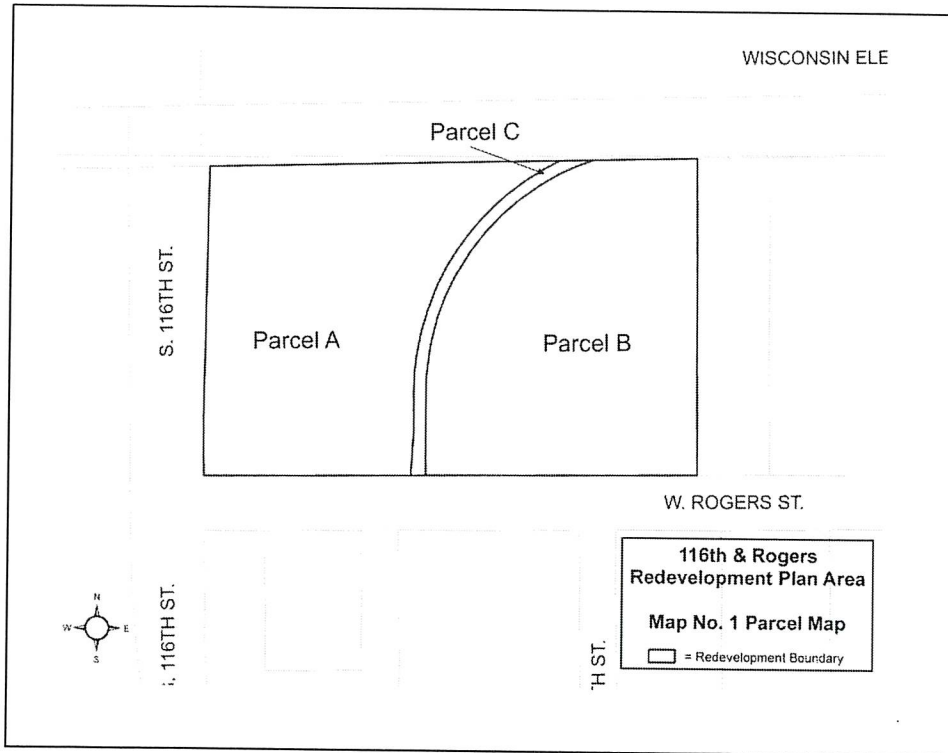 WISCONSIN ELE
Parcel C
S. 116TH ST.
Parcel A
Parcel B
W. ROGERS ST.
116th & Rogers
Redevelopment Plan Area
Map No. 1 Parcel Map
= Redevelopment Boundary
N
W
E
S
116TH ST.
TH ST.